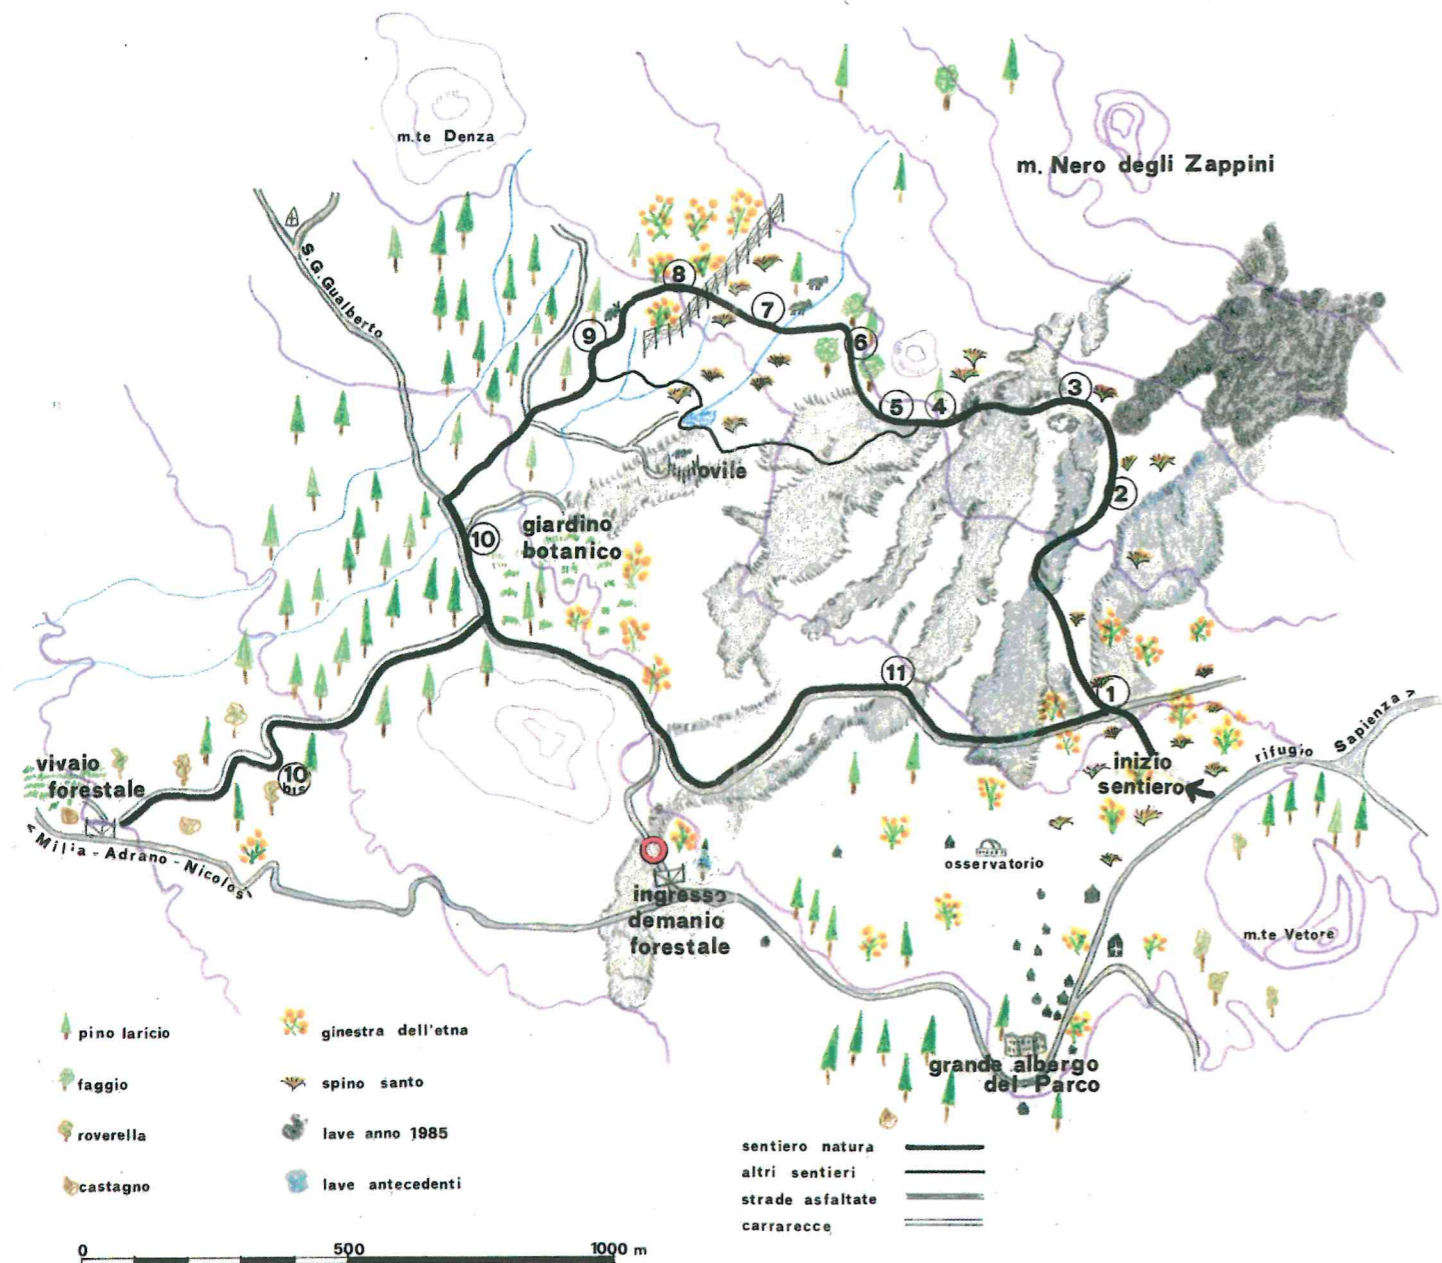 m.te Denza
m. Nero degli Zappini
S.G.Gualberto
8
7
9
6
3
5
4
ovile
2
giardino
botanico
10
11
1
vivaio
forestale
10
bis
inizio
sentiero
rifugio Sapienza >
< Milia - Adrano - Nicolosi
osservatorio
ingresso
demanio
forestale
m.te Vetore
grande albergo
del Parco
pino laricio
ginestra dell'etna
faggio
spino santo
roverella
lave anno 1985
castagno
lave antecedenti
sentiero natura
altri sentieri
strade asfaltate
carrarecce
0 500 1000 m